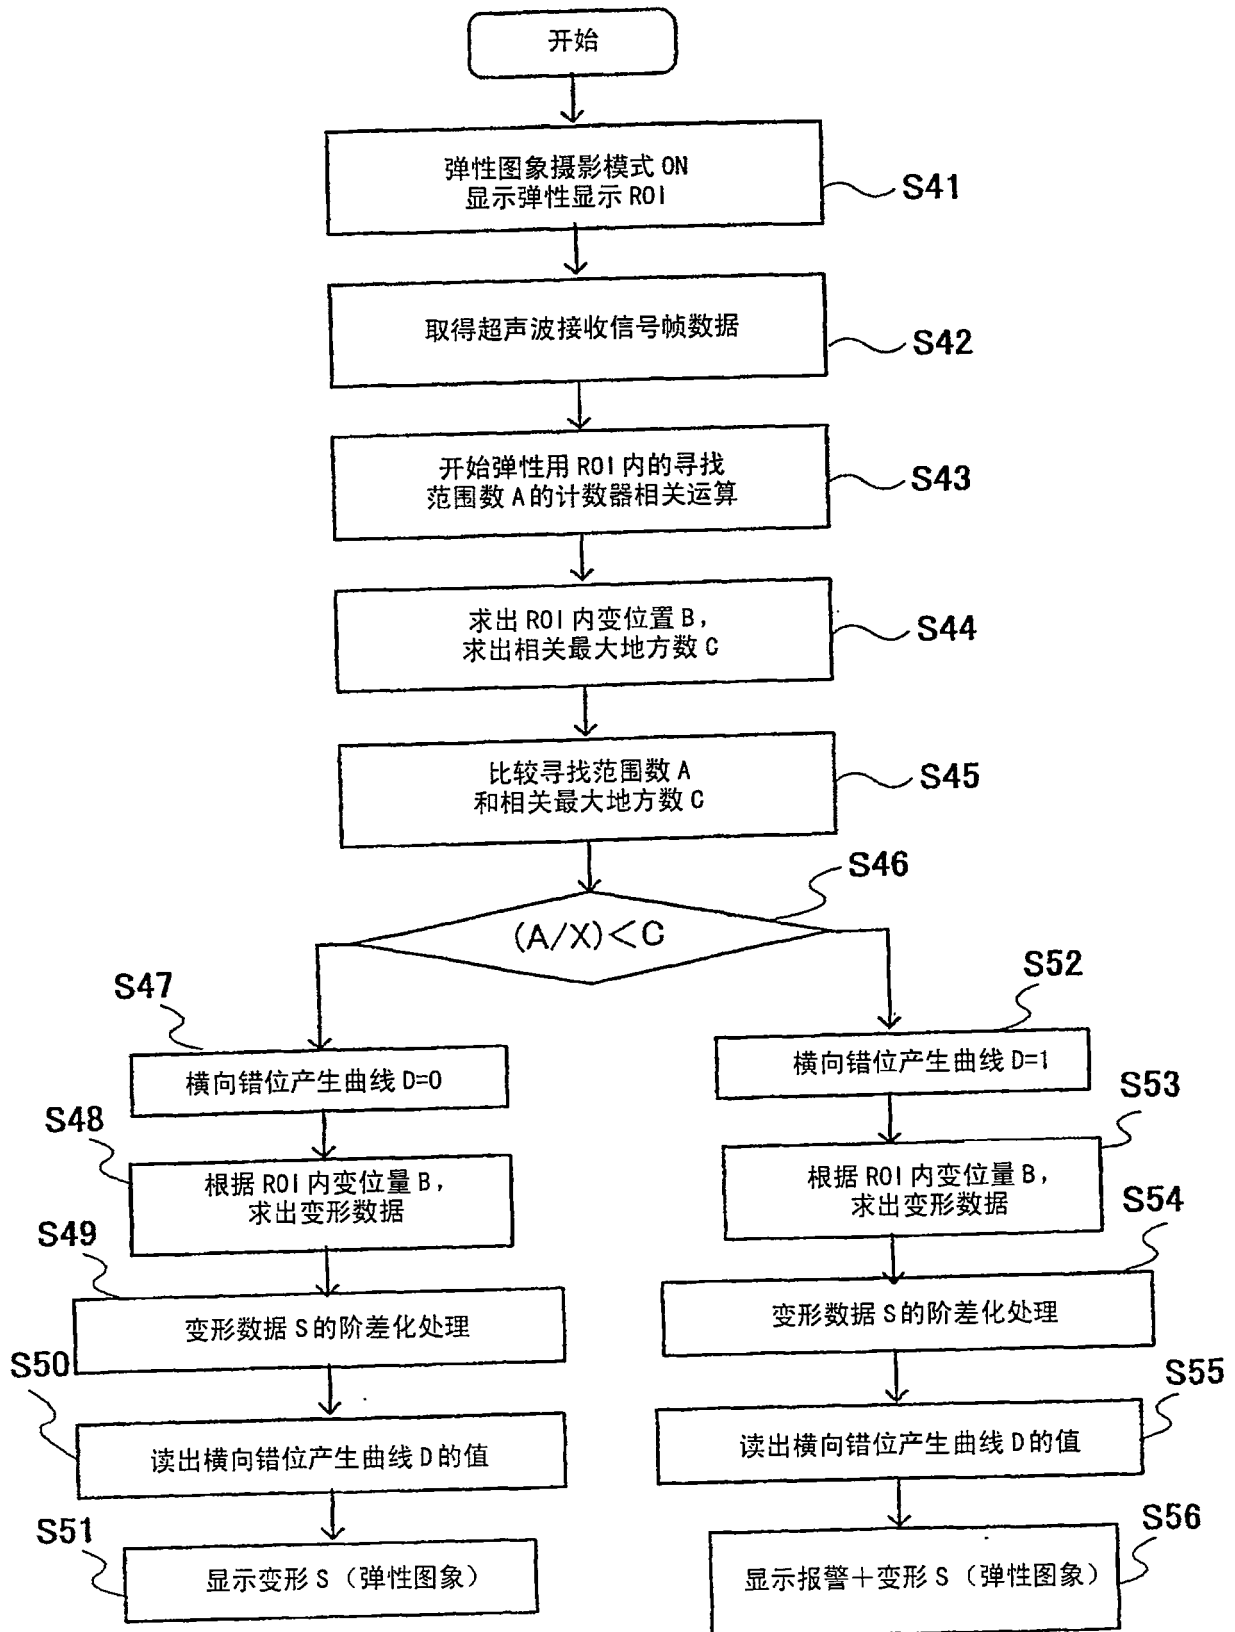 开始
弹性图象摄影模式 ON
显示弹性显示 ROI
S41
取得超声波接收信号帧数据
S42
开始弹性用 ROI 内的寻找
范围数 A 的计数器相关运算
S43
求出 ROI 内变位置 B，
求出相关最大地方数 C
S44
比较寻找范围数 A
和相关最大地方数 C
S45
(A/X)＜C
S46
S47
横向错位产生曲线 D=0
S48
根据 ROI 内变位量 B，
求出变形数据
S49
变形数据 S 的阶差化处理
S50
读出横向错位产生曲线 D 的值
S51
显示变形 S（弹性图象）
S52
横向错位产生曲线 D=1
S53
根据 ROI 内变位量 B，
求出变形数据
S54
变形数据 S 的阶差化处理
S55
读出横向错位产生曲线 D 的值
S56
显示报警＋变形 S（弹性图象）